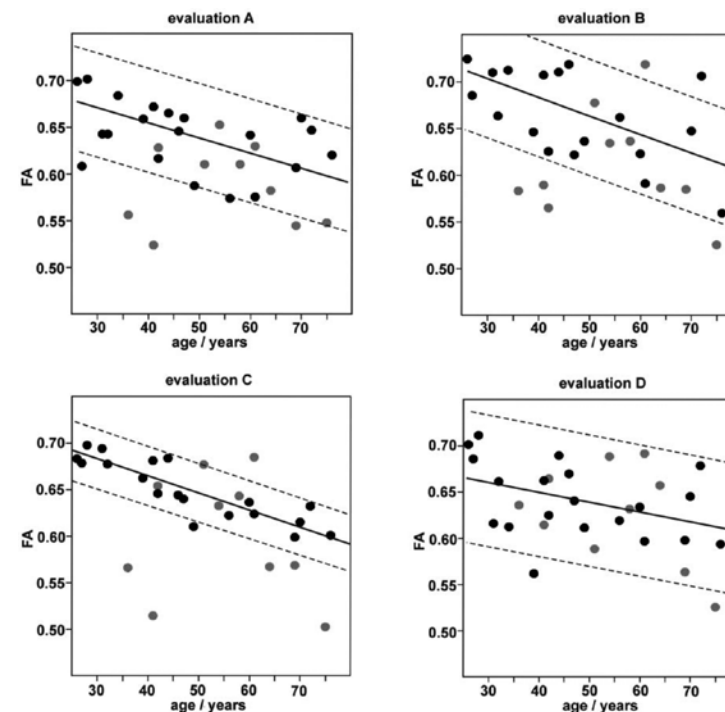 evaluation A
FA
0.70
0.65
0.60
0.55
0.50
30 40 50 60 70
age / years
evaluation B
FA
0.70
0.65
0.60
0.55
0.50
30 40 50 60 70
age / years
evaluation C
FA
0.70
0.65
0.60
0.55
0.50
30 40 50 60 70
age / years
evaluation D
FA
0.70
0.65
0.60
0.55
0.50
30 40 50 60 70
age / years